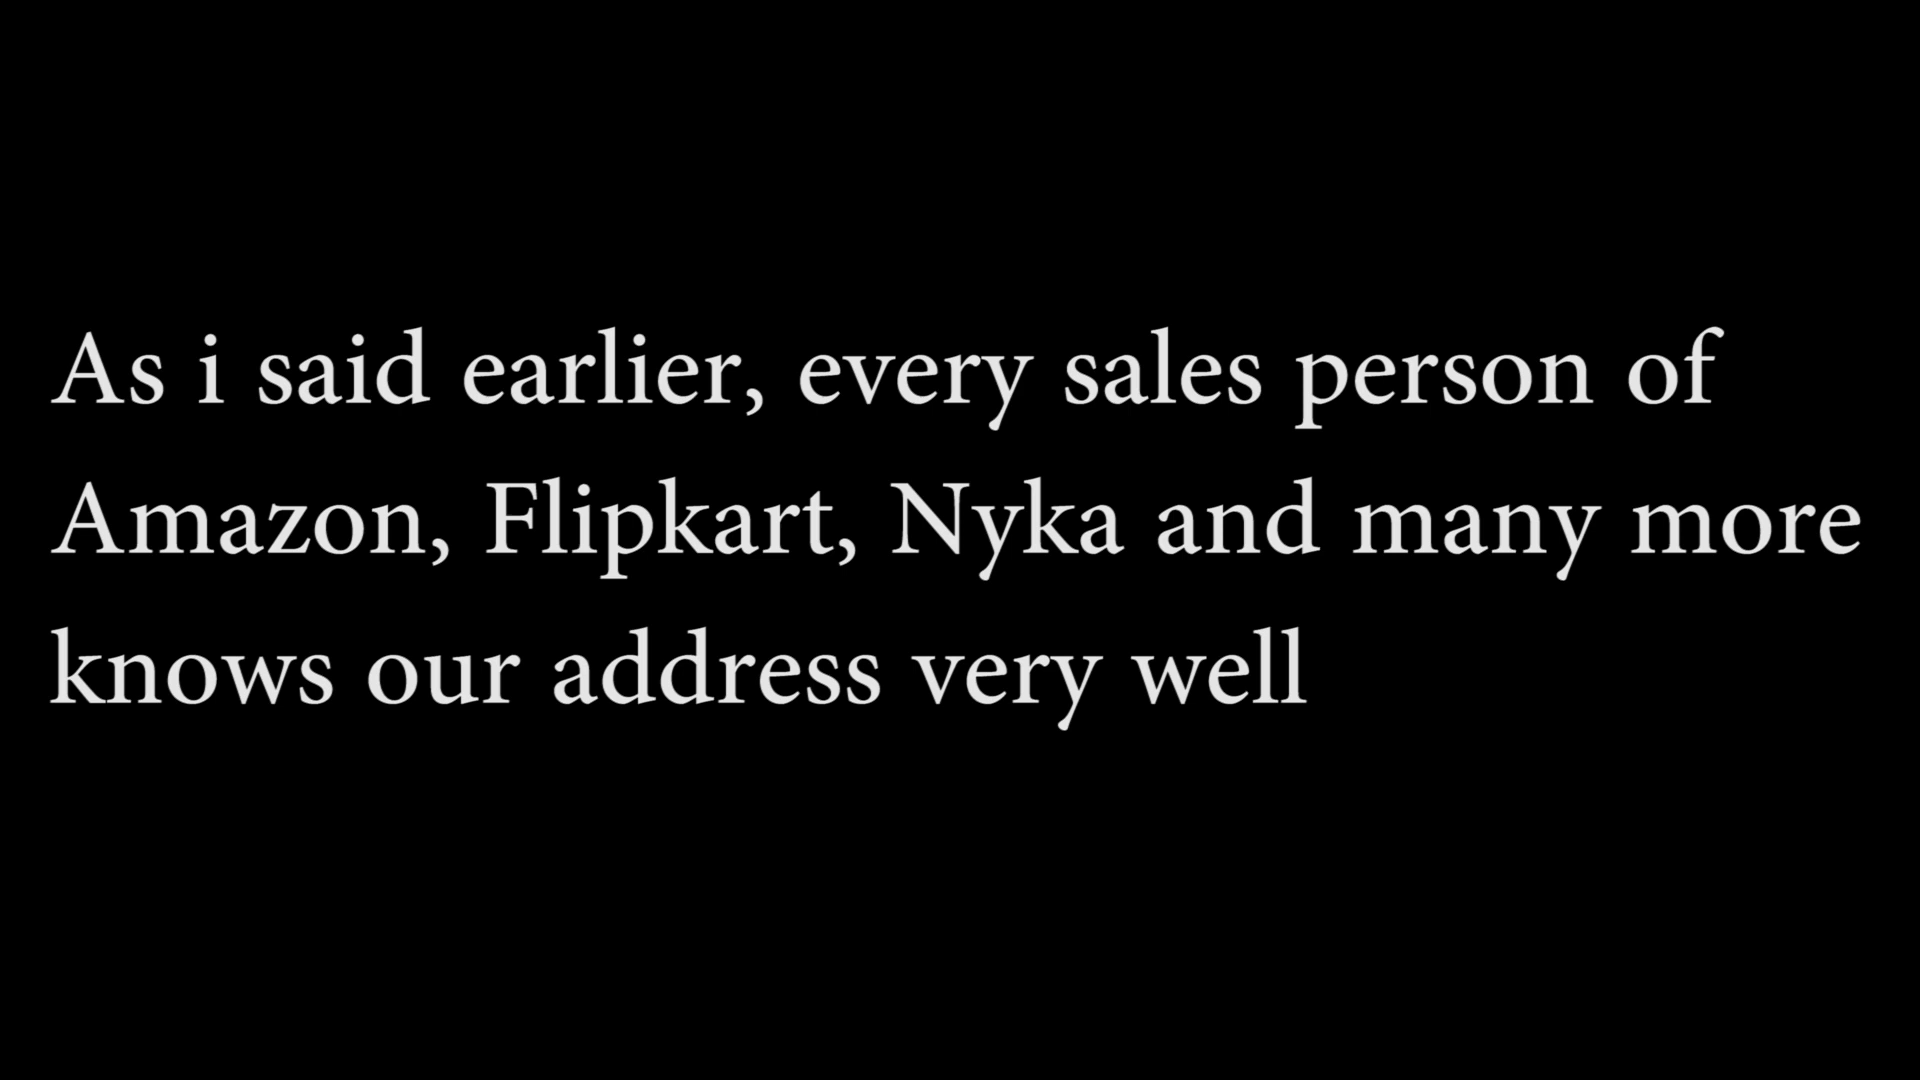 As i said earlier, every sales person of
Amazon, Flipkart, Nyka and many more
knows our address very well